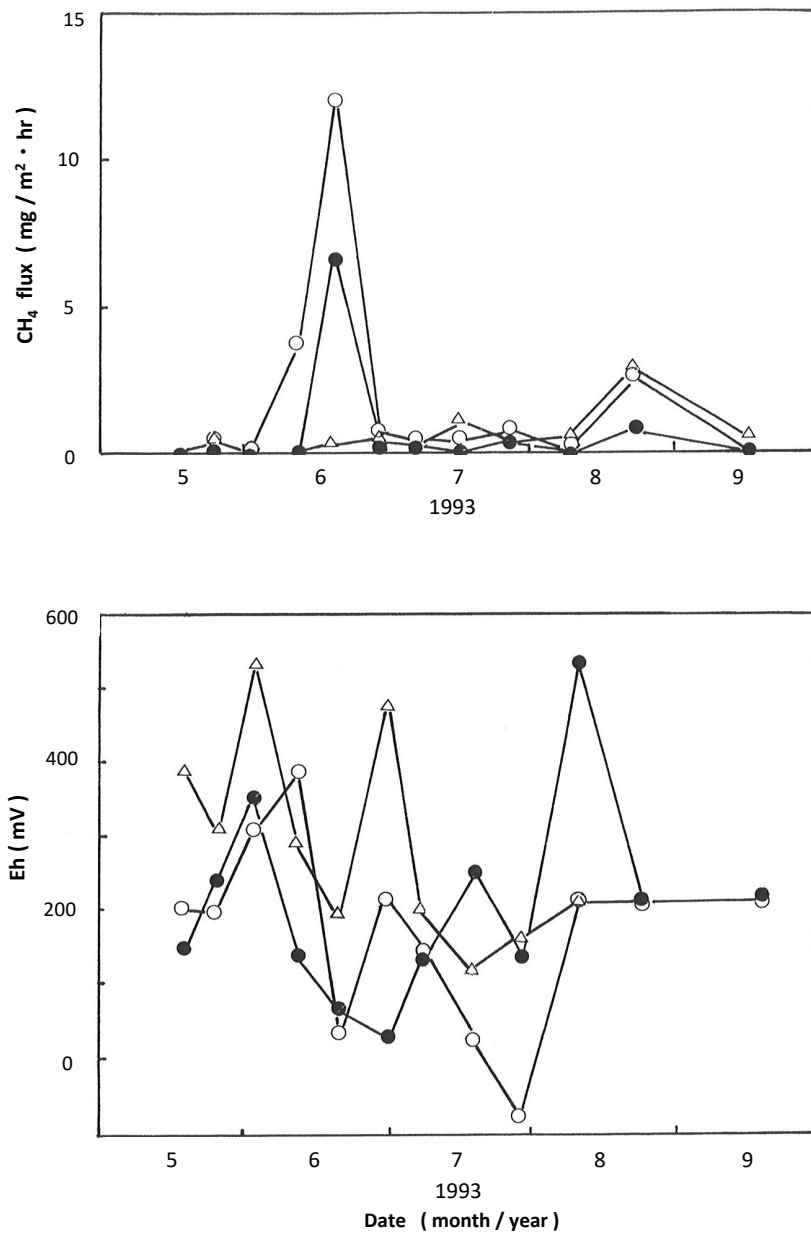 15
10
5
0
CH₄ flux ( mg / m² · hr)
5 6 7 8 9
1993
600
400
200
0
Eh ( mV )
5 6 7 8 9
1993
Date ( month / year )